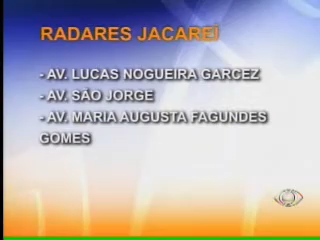 RADARES JACAREÍ
- AV. LUCAS NOGUEIRA GARCEZ
- AV. SÃO JORGE
- AV. MARIA AUGUSTA FAGUNDES
GOMES